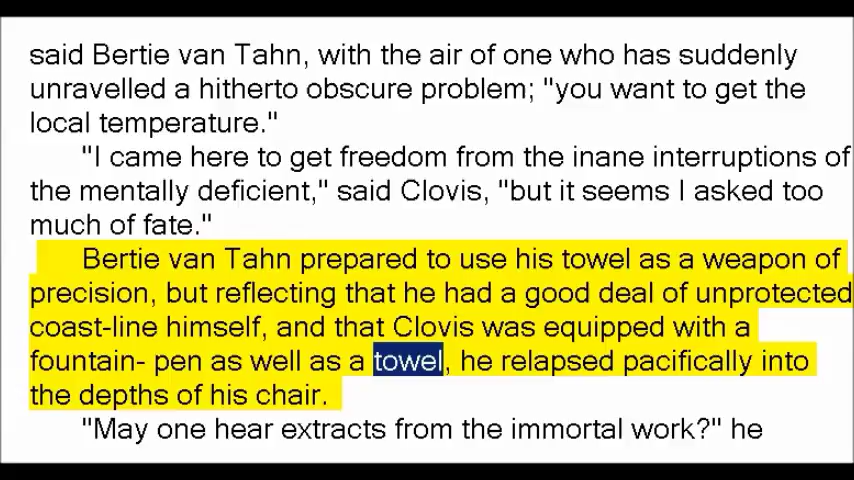 said Bertie van Tahn, with the air of one who has suddenly
unravelled a hitherto obscure problem; "you want to get the
local temperature."
"I came here to get freedom from the inane interruptions of
the mentally deficient," said Clovis, "but it seems I asked too
much of fate."
Bertie van Tahn prepared to use his towel as a weapon of
precision, but reflecting that he had a good deal of unprotected
coast-line himself, and that Clovis was equipped with a
fountain- pen as well as a towel, he relapsed pacifically into
the depths of his chair.
"May one hear extracts from the immortal work?" he